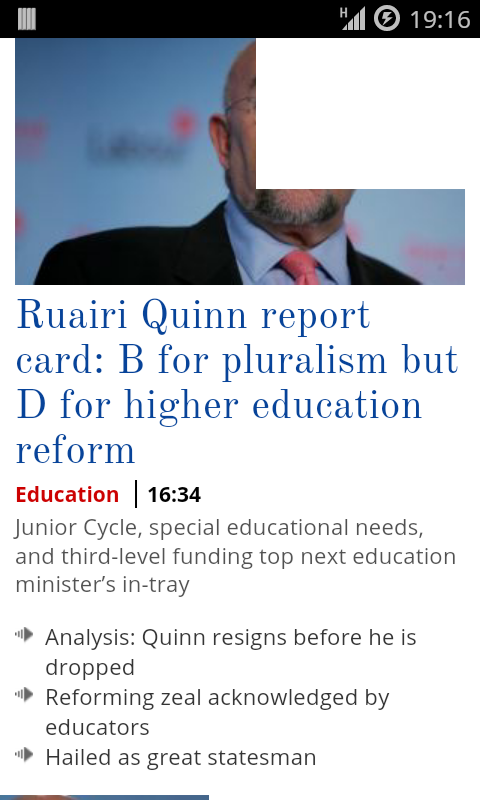 H 19:16
Labour
Ruairi Quinn report
card: B for pluralism but
D for higher education
reform
Education | 16:34
Junior Cycle, special educational needs,
and third-level funding top next education
minister’s in-tray
Analysis: Quinn resigns before he is
dropped
Reforming zeal acknowledged by
educators
Hailed as great statesman